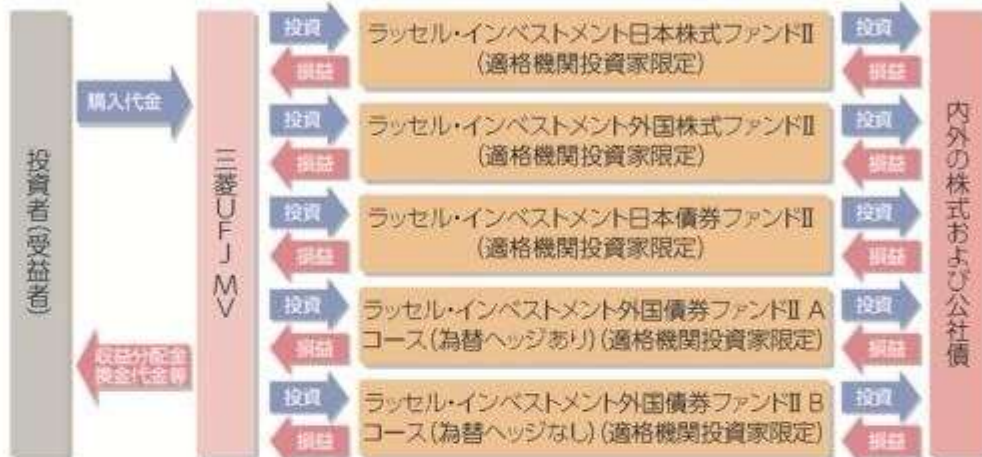 投資者(受益者)
購入代金
収益分配金
換金代金等
三菱UFJ MV
投資
損益
ラッセル・インベストメント日本株式ファンドⅡ
(適格機関投資家限定)
投資
損益
投資
損益
ラッセル・インベストメント外国株式ファンドⅡ
(適格機関投資家限定)
投資
損益
投資
損益
ラッセル・インベストメント日本債券ファンドⅡ
(適格機関投資家限定)
投資
損益
投資
損益
ラッセル・インベストメント外国債券ファンドⅡ A
コース(為替ヘッジあり)(適格機関投資家限定)
投資
損益
投資
損益
ラッセル・インベストメント外国債券ファンドⅡ B
コース(為替ヘッジなし)(適格機関投資家限定)
投資
損益
内外の株式および公社債